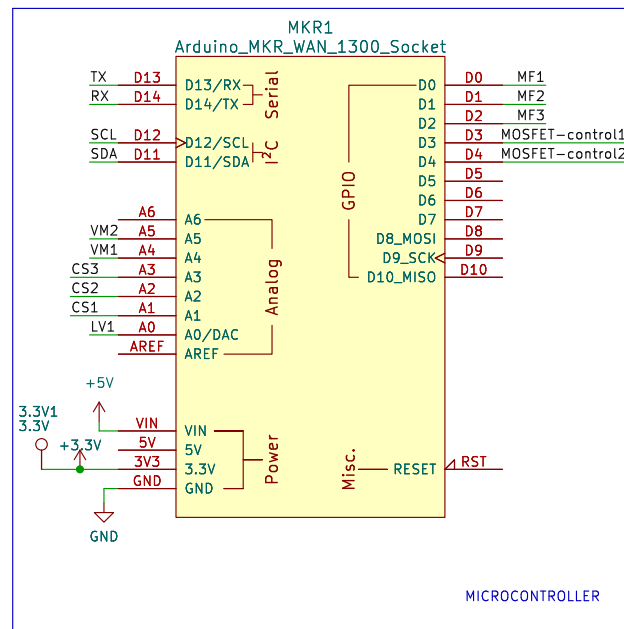 MKR1
Arduino_MKR_WAN_1300_Socket
TX D13 D13/RX
RX D14 D14/TX
Serial
SCL D12 D12/SCL
SDA D11 D11/SDA
I²C
A6 A6
VM2 A5 A5
VM1 A4 A4
CS3 A3 A3
CS2 A2 A2
CS1 A1 A1
LV1 A0 A0/DAC
AREF AREF
Analog
+5V
VIN VIN
5V 5V
3.3V1
3.3V
+3.3V
3V3 3.3V
GND GND
GND
Power
GPIO
D0 D0 MF1
D1 D1 MF2
D2 D2 MF3
D3 D3 MOSFET-control1
D4 D4 MOSFET-control2
D5 D5
D6 D6
D7 D7
D8_MOSI D8
D9_SCK D9
D10_MISO D10
Misc.
RESET RST
MICROCONTROLLER